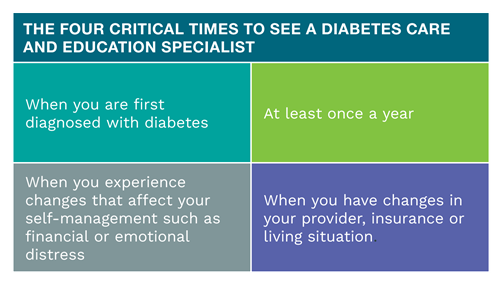 THE FOUR CRITICAL TIMES TO SEE A DIABETES CARE
AND EDUCATION SPECIALIST
When you are first
diagnosed with diabetes
At least once a year
When you experience
changes that affect your
self-management such as
financial or emotional
distress
When you have changes in
your provider, insurance or
living situation.